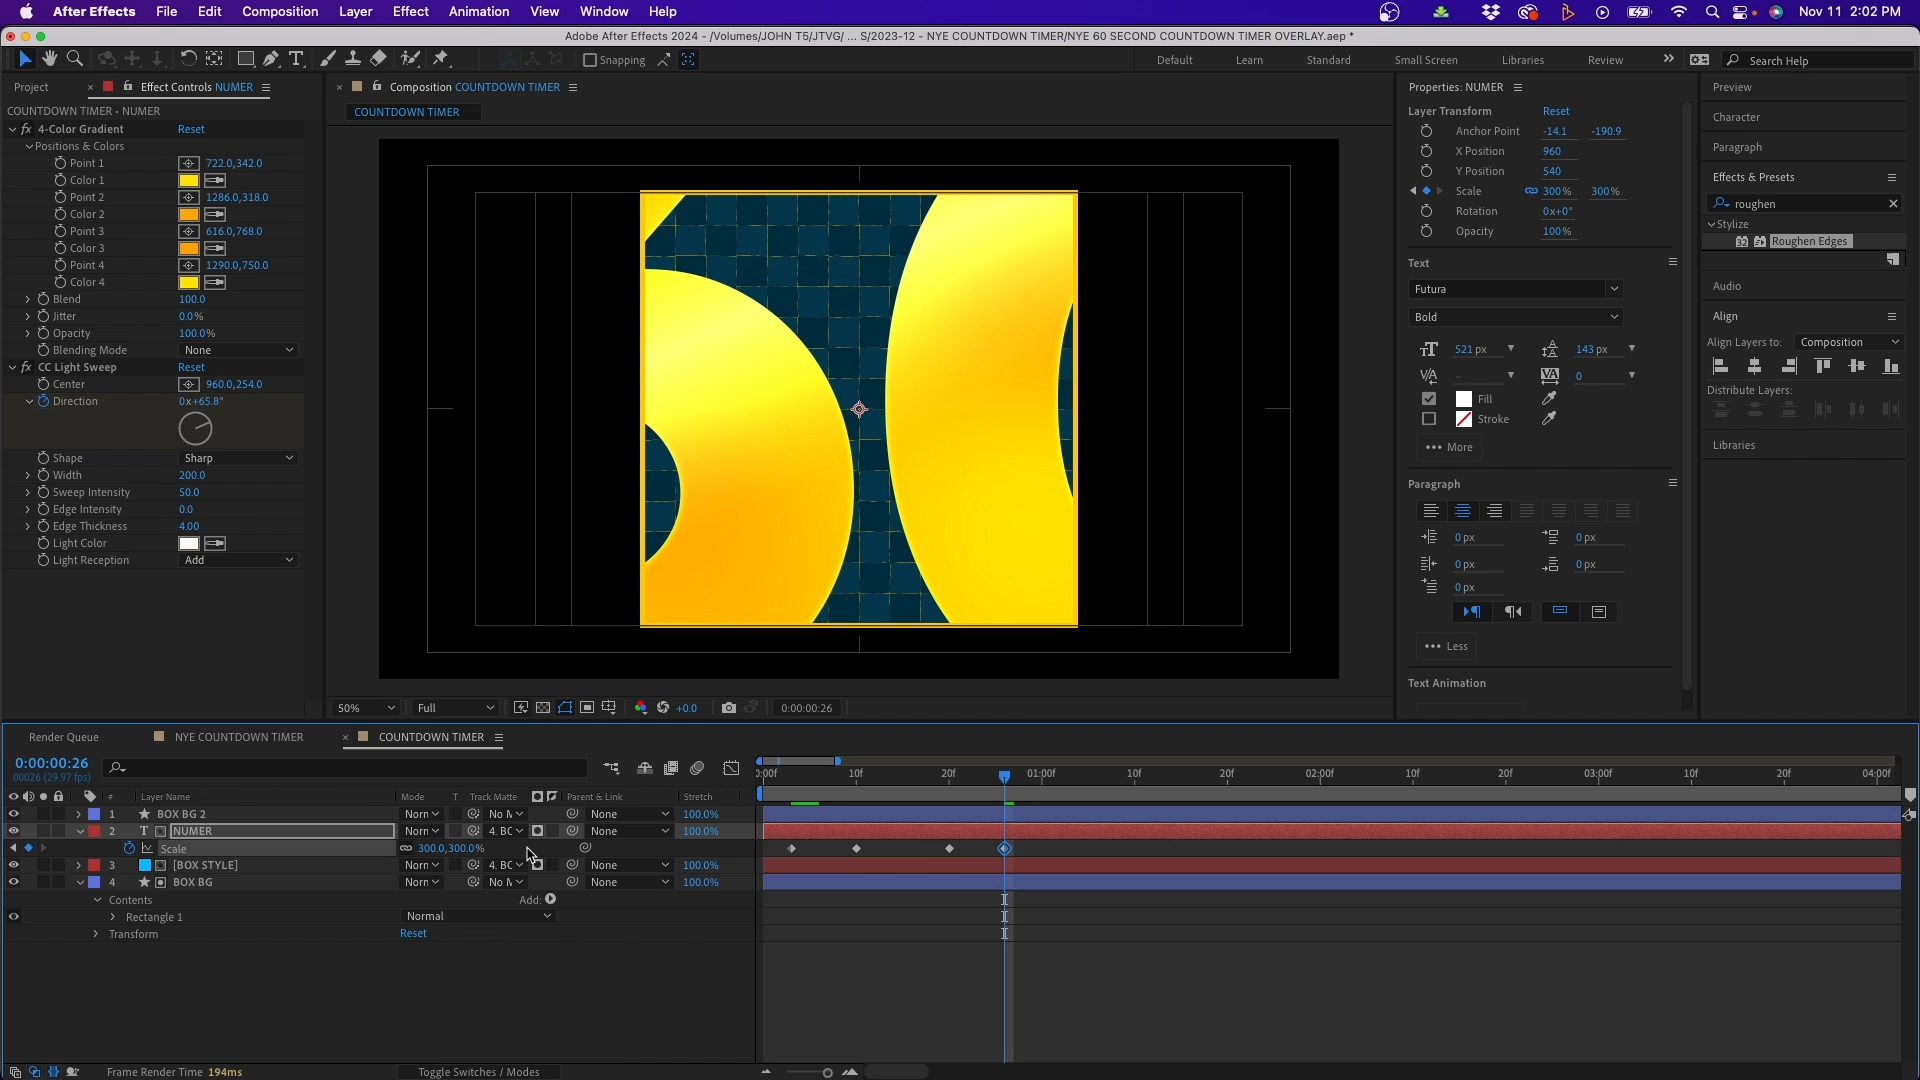 After Effects File Edit Composition Layer Effect Animation View Window Help Nov 11 2:02 PM
Adobe After Effects 2024 - /Volumes/JOHN T5/JTVG/ ... S/2023-12 - NYE COUNTDOWN TIMER/NYE 60 SECOND COUNTDOWN TIMER OVERLAY.aep *
Snapping Default Learn Standard Small Screen Libraries Review Search Help
Project Effect Controls NUMER
COUNTDOWN TIMER • NUMER
fx 4-Color Gradient Reset
Positions & Colors
Point 1 722.0,342.0
Color 1
Point 2 1286.0,318.0
Color 2
Point 3 616.0,768.0
Color 3
Point 4 1290.0,750.0
Color 4
Blend 100.0
Jitter 0.0%
Opacity 100.0%
Blending Mode None
fx CC Light Sweep Reset
Center 960.0,254.0
Direction 0x+65.8°
Shape Sharp
Width 200.0
Sweep Intensity 50.0
Edge Intensity 0.0
Edge Thickness 4.00
Light Color
Light Reception Add
Composition COUNTDOWN TIMER
COUNTDOWN TIMER
50% Full +0.0 0:00:00:26
Properties: NUMER
Layer Transform Reset
Anchor Point -14.1 -190.9
X Position 960
Y Position 540
Scale 300% 300%
Rotation 0x+0°
Opacity 100%
Text
Futura
Bold
521 px 143 px
0
Fill
Stroke
More
Paragraph
0 px 0 px
0 px 0 px
0 px
Less
Text Animation
Preview
Character
Paragraph
Effects & Presets
roughen
Stylize
32 Roughen Edges
Audio
Align
Align Layers to: Composition
Distribute Layers:
Libraries
Render Queue NYE COUNTDOWN TIMER COUNTDOWN TIMER
0:00:00:26
00026 (29.97 fps)
:00f 10f 20f 01:00f 10f 20f 02:00f 10f 20f 03:00f 10f 20f 04:00f
# Layer Name Mode T Track Matte Parent & Link Stretch
1 BOX BG 2 Norn No M None 100.0%
2 T NUMER Norn 4. BC None 100.0%
Scale 300.0,300.0%
3 [BOX STYLE] Norn 4. BC None 100.0%
4 BOX BG Norn No M None 100.0%
Contents Add:
Rectangle 1 Normal
Transform Reset
Frame Render Time 194ms Toggle Switches / Modes